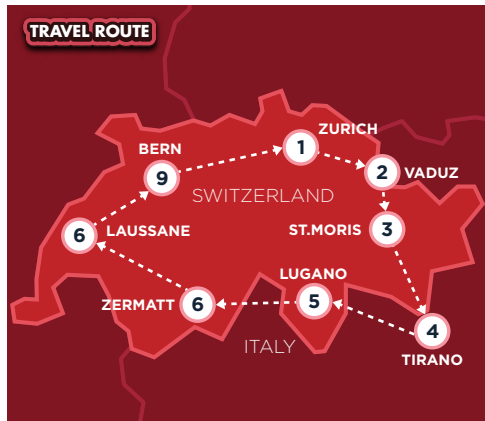 TRAVEL ROUTE
ZURICH
1
BERN
2
VADUZ
9
SWITZERLAND
ST.MORIS
3
6
LAUSSANE
LUGANO
ZERMATT
6
5
4
ITALY
TIRANO